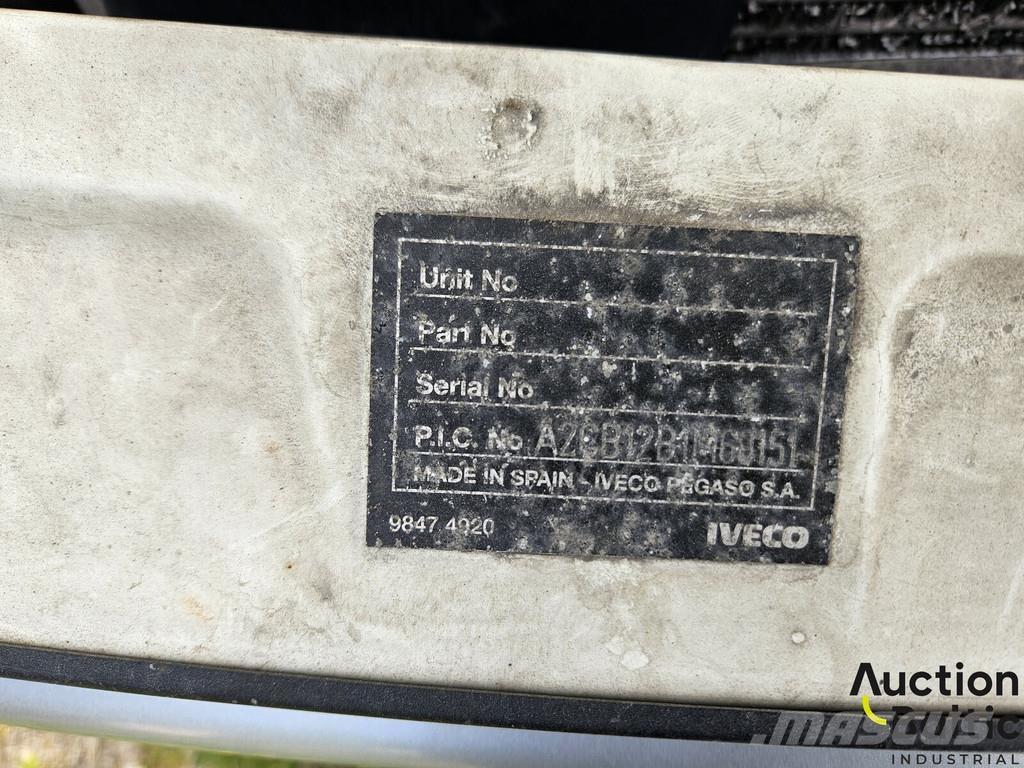 Unit No
Part No
Serial No
P.I.C. No
MADE IN SPAIN - IVECO PEGASO S.A.
9847 4920
IVECO
Auction
MASCUS
INDUSTRIAL